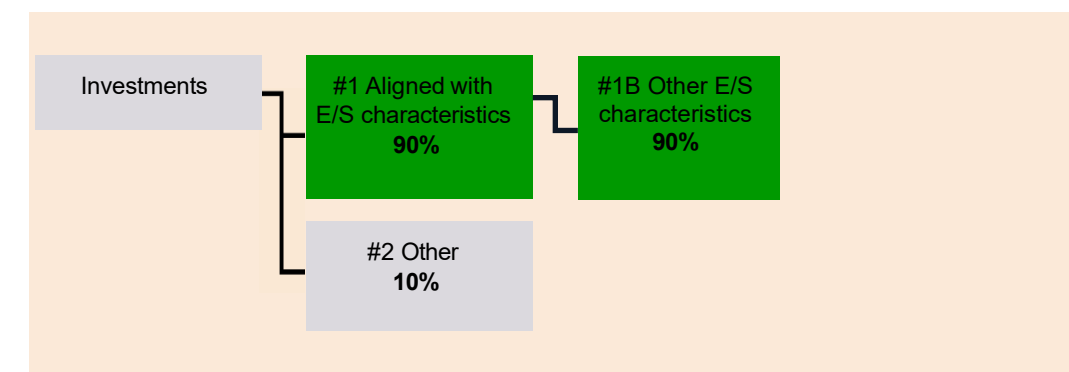 Investments
#1 Aligned with
E/S characteristics
90%
#1B Other E/S
characteristics
90%
#2 Other
10%